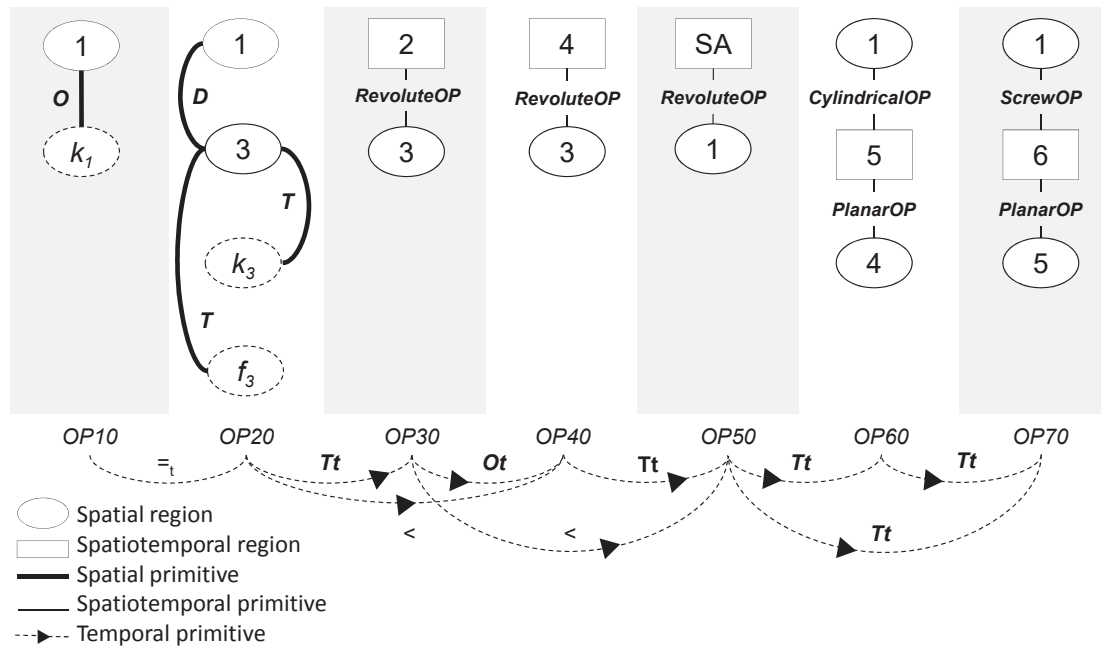 1 1 2 4 SA 1 1
O D RevoluteOP RevoluteOP RevoluteOP CylindricalOP ScrewOP
k1 3 3 3 1 5 6
T PlanarOP PlanarOP
k3 4 5
T
f3
OP10 OP20 OP30 OP40 OP50 OP60 OP70
=t Tt Ot Tt Tt Tt
< < Tt
Spatial region
Spatiotemporal region
Spatial primitive
Spatiotemporal primitive
Temporal primitive